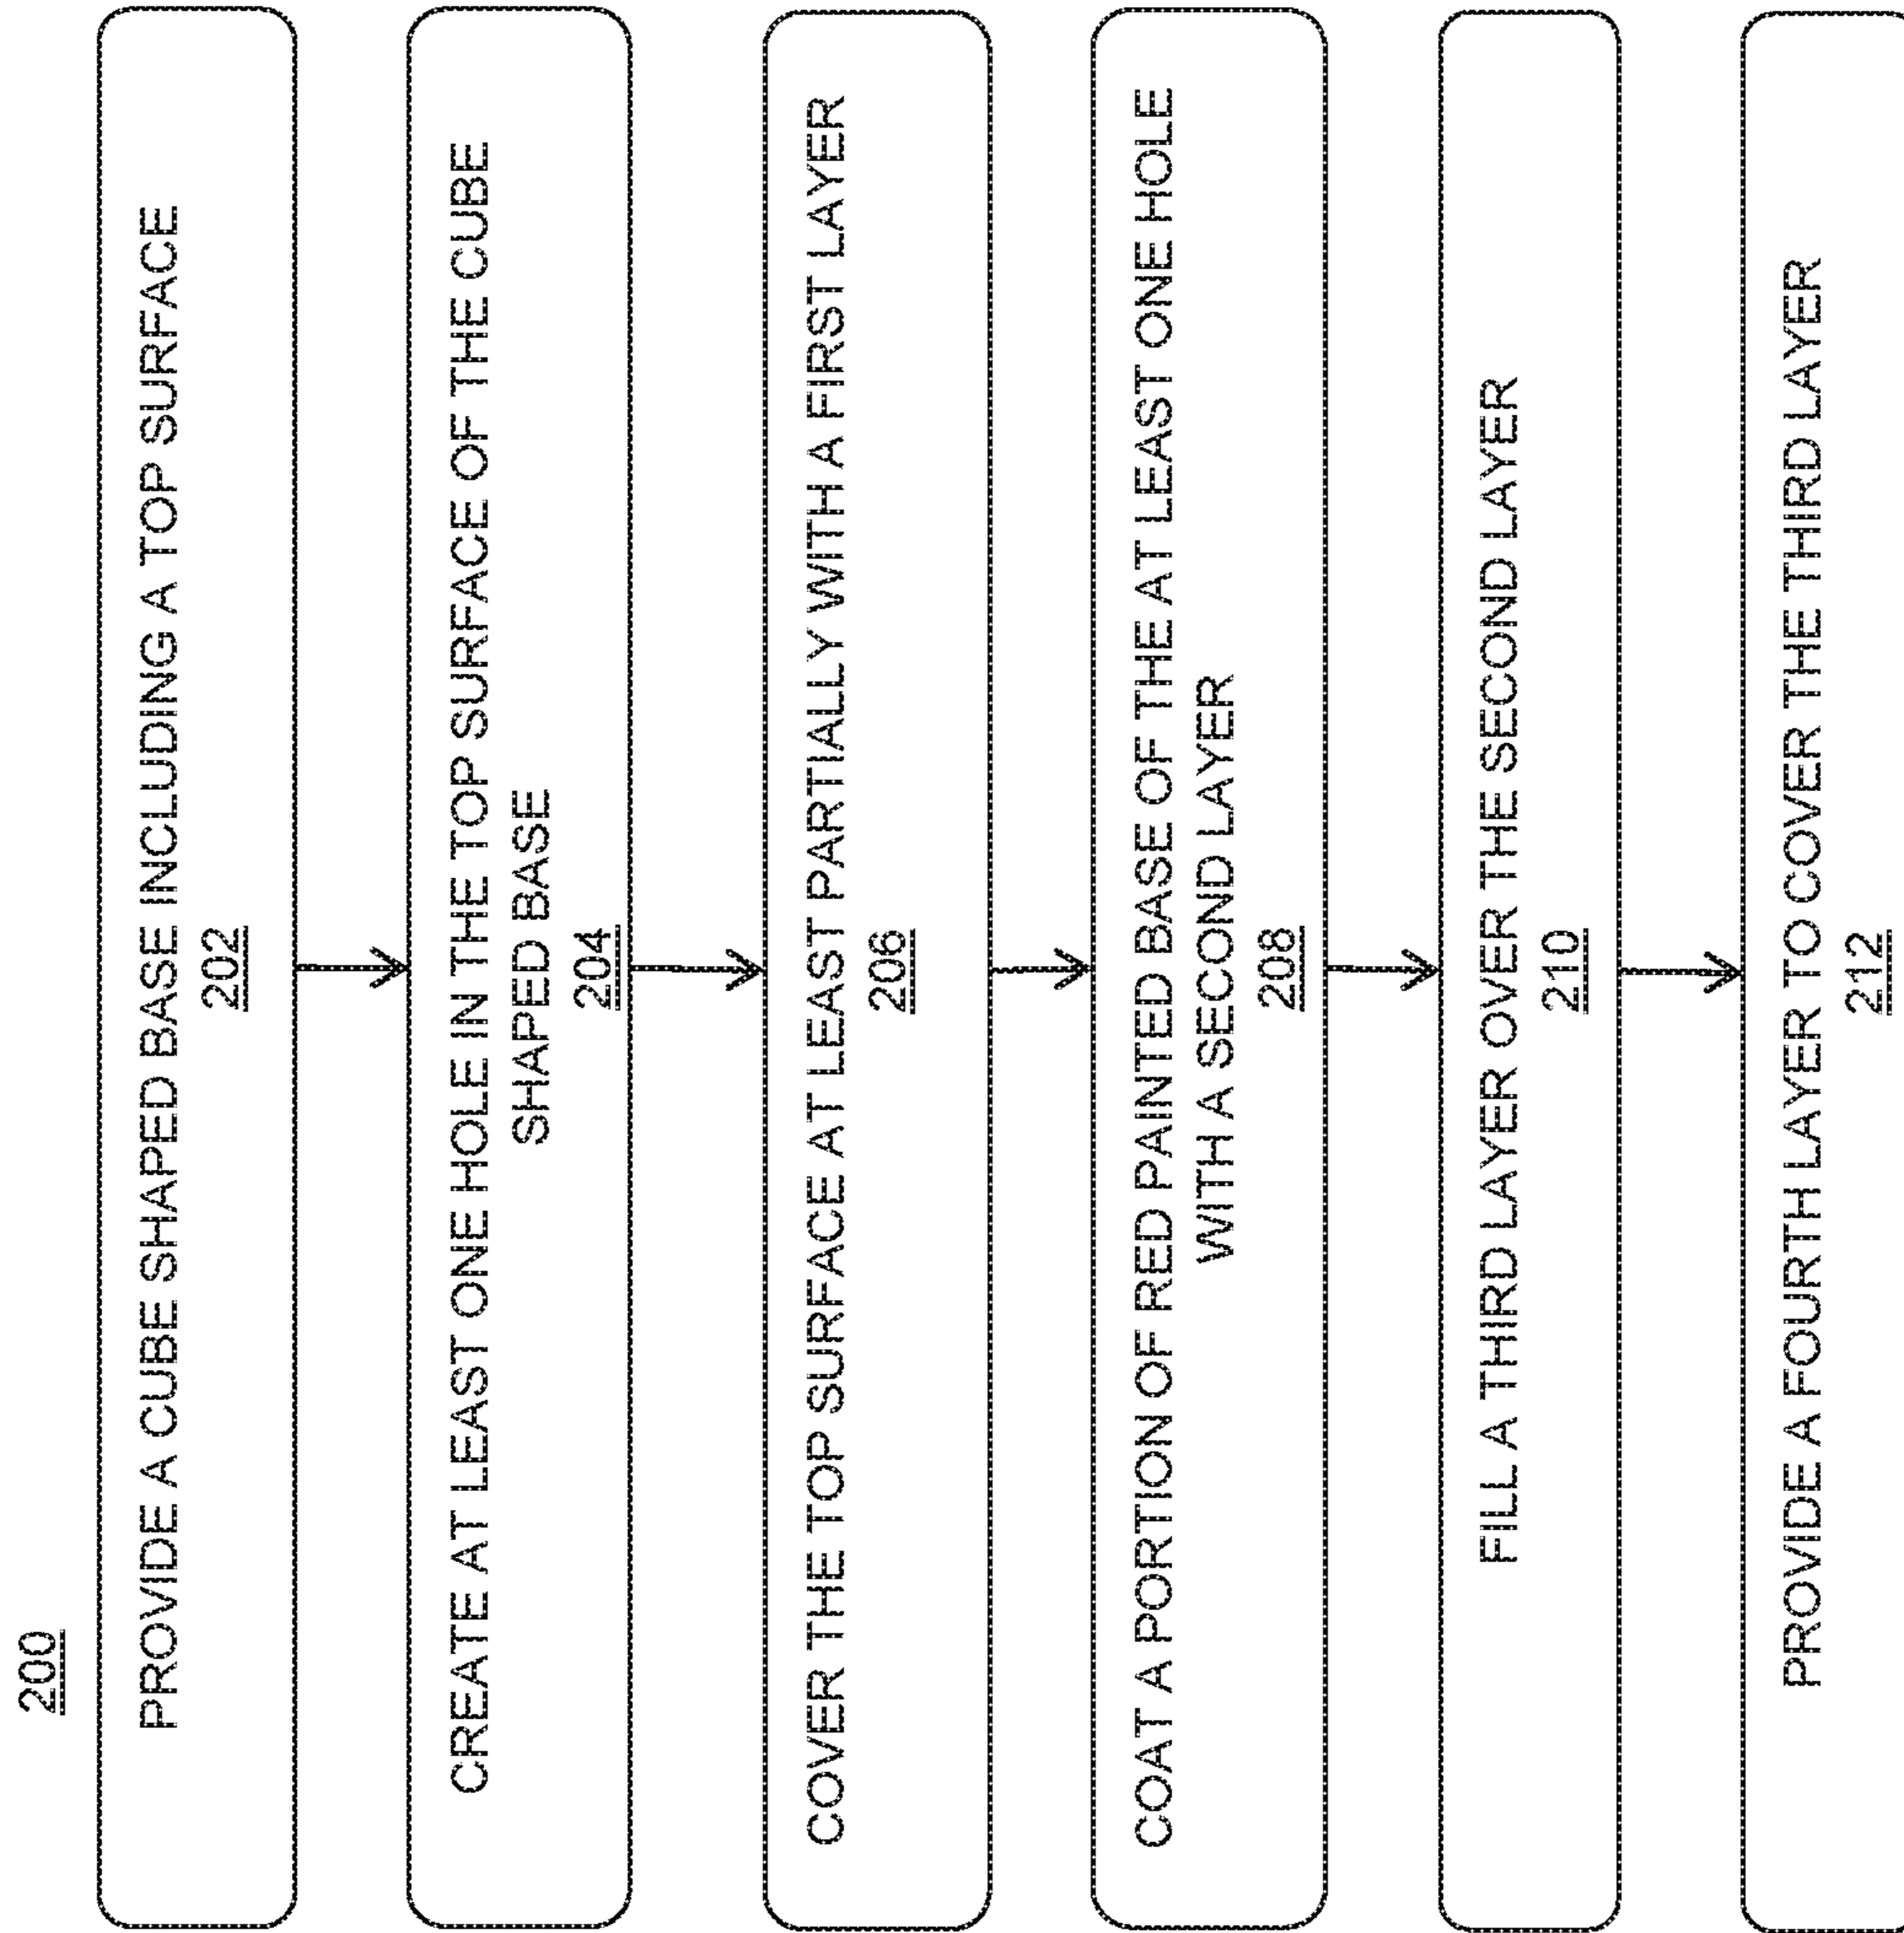 200
PROVIDE A CUBE SHAPED BASE INCLUDING A TOP SURFACE
202
CREATE AT LEAST ONE HOLE IN THE TOP SURFACE OF THE CUBE
SHAPED BASE
204
COVER THE TOP SURFACE AT LEAST PARTIALLY WITH A FIRST LAYER
206
COAT A PORTION OF RED PAINTED BASE OF THE AT LEAST ONE HOLE
WITH A SECOND LAYER
208
FILL A THIRD LAYER OVER THE SECOND LAYER
210
PROVIDE A FOURTH LAYER TO COVER THE THIRD LAYER
212